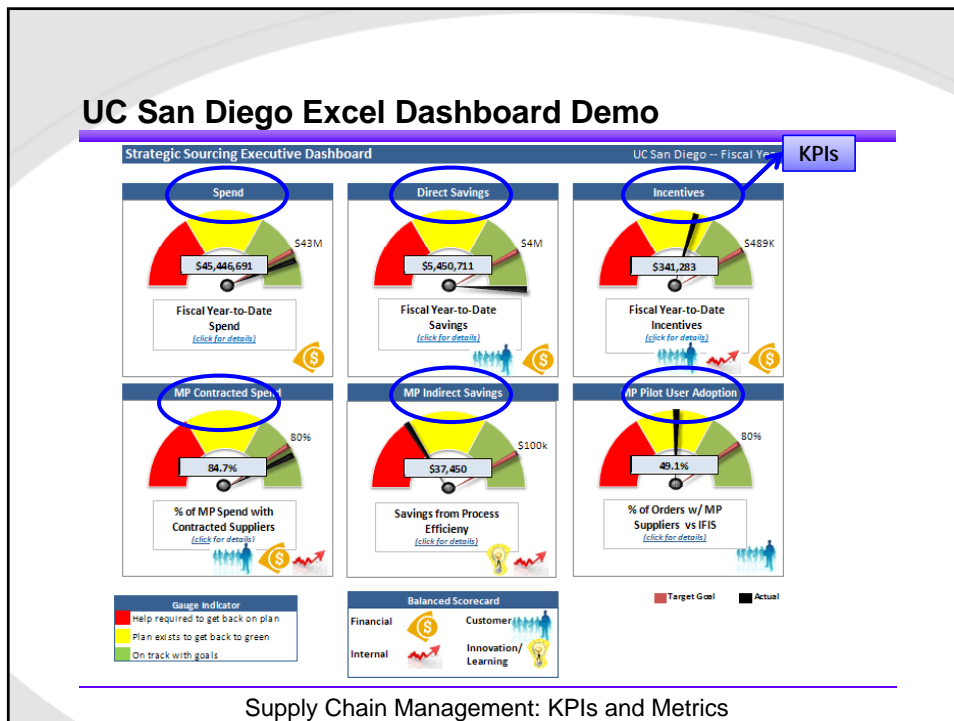 UC San Diego Excel Dashboard Demo
Strategic Sourcing Executive Dashboard
UC San Diego -- Fiscal Yea
KPIs
Spend
$43M
$45,446,691
Fiscal Year-to-Date
Spend
(click for details)
Direct Savings
$4M
$5,450,711
Fiscal Year-to-Date
Savings
(click for details)
Incentives
$489K
$341,283
Fiscal Year-to-Date
Incentives
(click for details)
MP Contracted Spend
80%
84.7%
% of MP Spend with
Contracted Suppliers
(click for details)
MP Indirect Savings
$100k
$37,450
Savings from Process
Efficieny
(click for details)
MP Pilot User Adoption
80%
49.1%
% of Orders w/ MP
Suppliers vs IFIS
(click for details)
Gauge Indicator
Help required to get back on plan
Plan exists to get back to green
On track with goals
Balanced Scorecard
Financial
Customer
Internal
Innovation/
Learning
Target Goal
Actual
Supply Chain Management: KPIs and Metrics